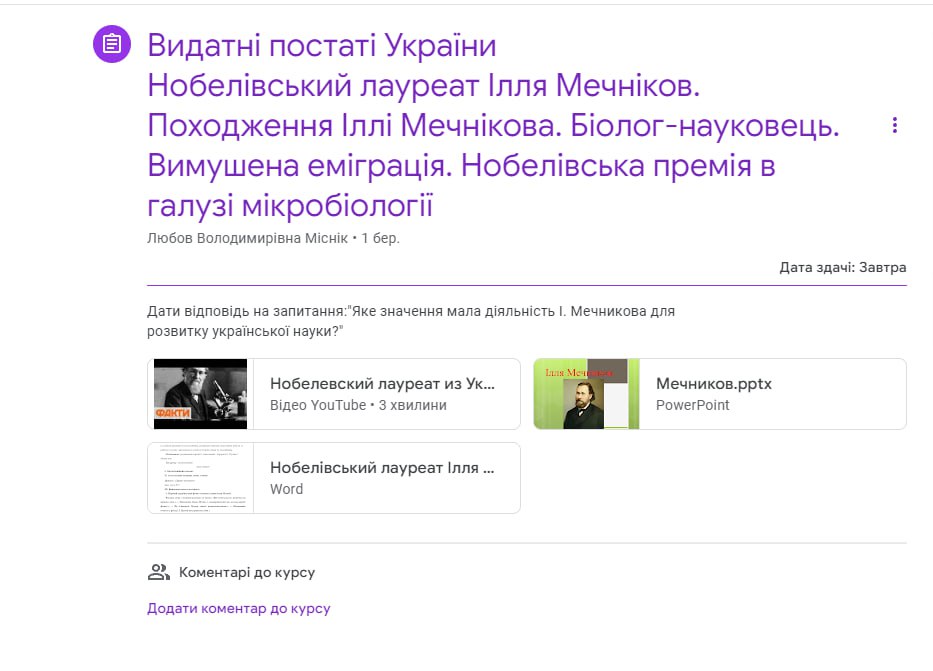 Видатні постаті України
Нобелівський лауреат Ілля Мечніков.
Походження Іллі Мечнікова. Біолог-науковець.
Вимушена еміграція. Нобелівська премія в
галузі мікробіології
Любов Володимирівна Міснік • 1 бер.
Дата здачі: Завтра
Дати відповідь на запитання:"Яке значення мала діяльність І. Мечникова для
розвитку української науки?"
ФАКТИ
Нобелевский лауреат из Ук...
Відео YouTube • 3 хвилини
Ілля Мечников
Мечников.pptx
PowerPoint
Нобелівський лауреат Ілля ...
Word
Коментарі до курсу
Додати коментар до курсу